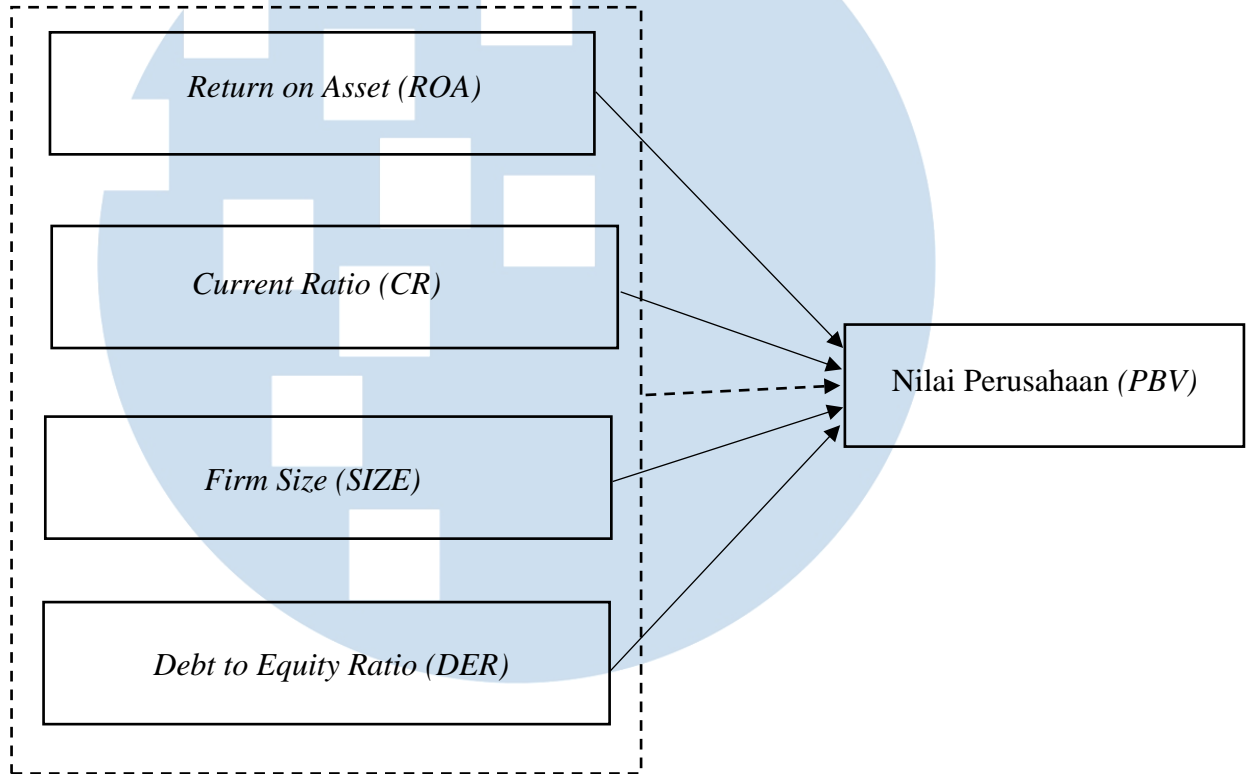 Return on Asset (ROA)
Current Ratio (CR)
Nilai Perusahaan (PBV)
Firm Size (SIZE)
Debt to Equity Ratio (DER)